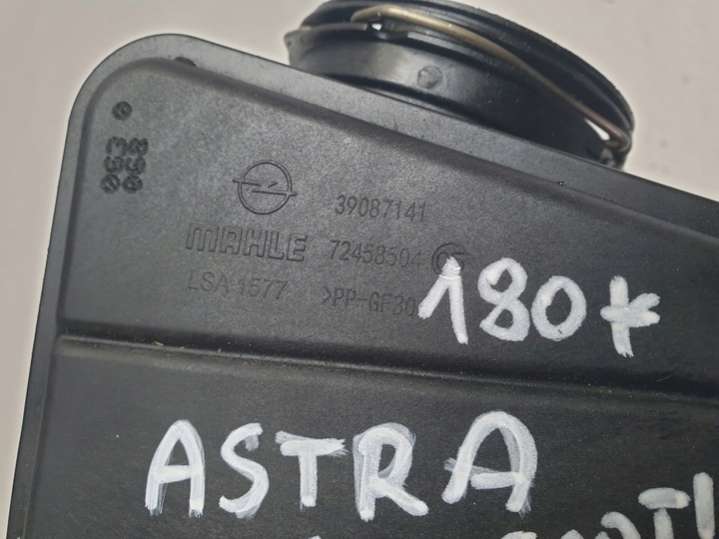 39087141
MAHLE 72458504
LSA 1577 >PP-GF30
180*
ASTRA